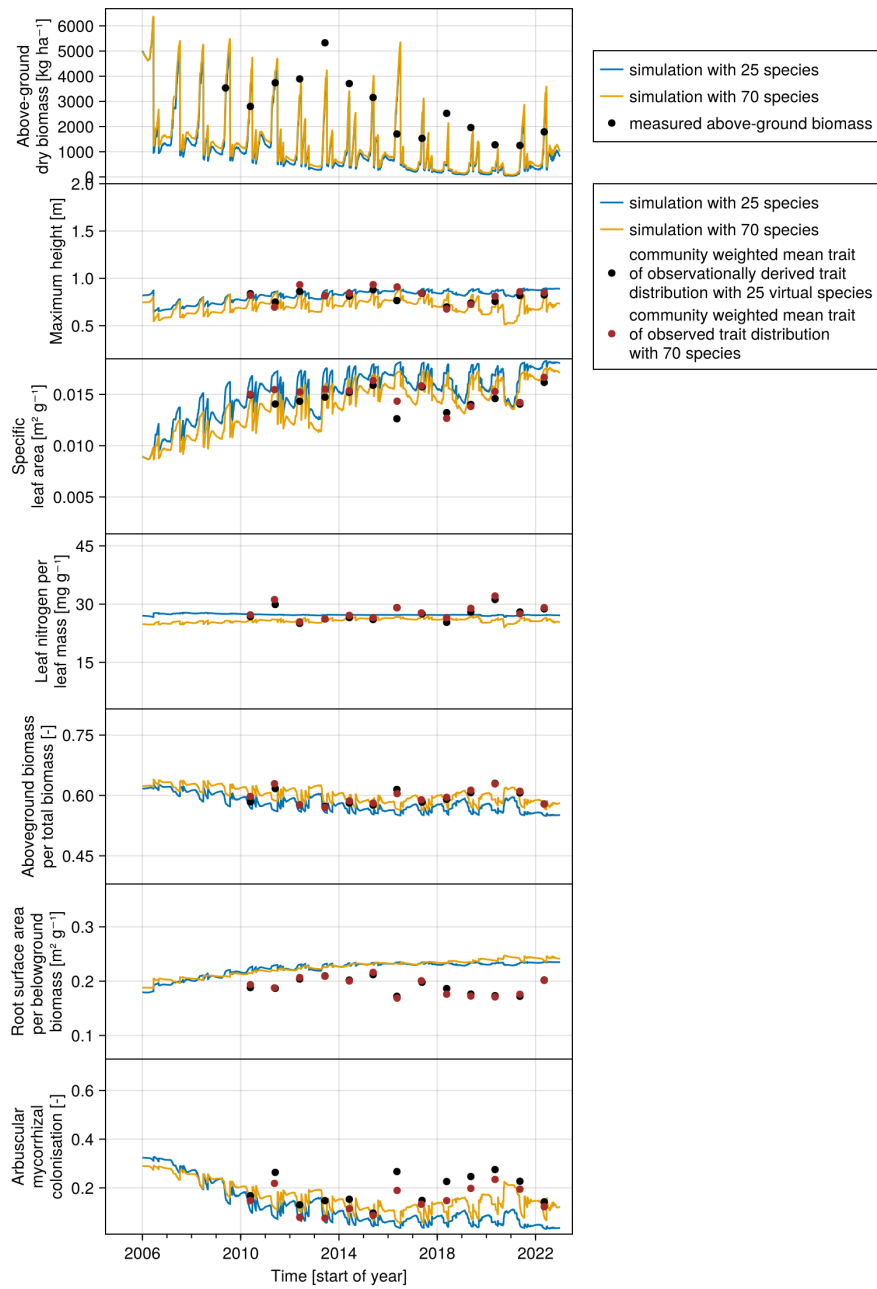 Above-ground
dry biomass [kg ha⁻¹]
6000
5000
4000
3000
2000
1000
0
simulation with 25 species
simulation with 70 species
measured above-ground biomass
Maximum height [m]
2.0
1.5
1.0
0.5
simulation with 25 species
simulation with 70 species
community weighted mean trait
of observationally derived trait
distribution with 25 virtual species
community weighted mean trait
of observed trait distribution
with 70 species
Specific
leaf area [m² g⁻¹]
0.015
0.010
0.005
Leaf nitrogen per
leaf mass [mg g⁻¹]
45
30
15
Aboveground biomass
per total biomass [-]
0.75
0.60
0.45
Root surface area
per belowground
biomass [m² g⁻¹]
0.3
0.2
0.1
Arbuscular
mycorrhizal
colonisation [-]
0.6
0.4
0.2
2006 2010 2014 2018 2022
Time [start of year]